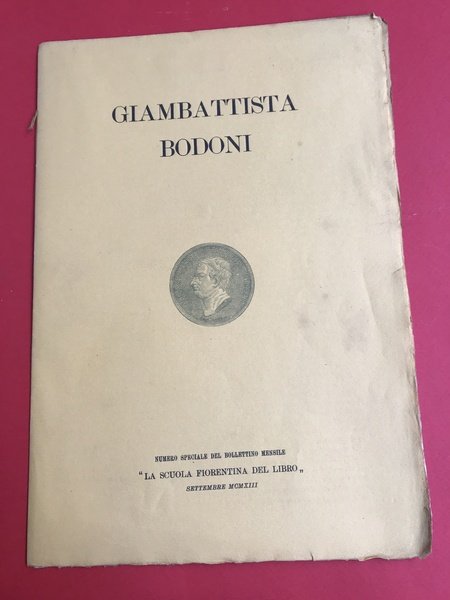 GIAMBATTISTA
BODONI
NUMERO SPECIALE DEL BOLLETTINO MENSILE
“LA SCUOLA FIORENTINA DEL LIBRO„
SETTEMBRE MCMXIII